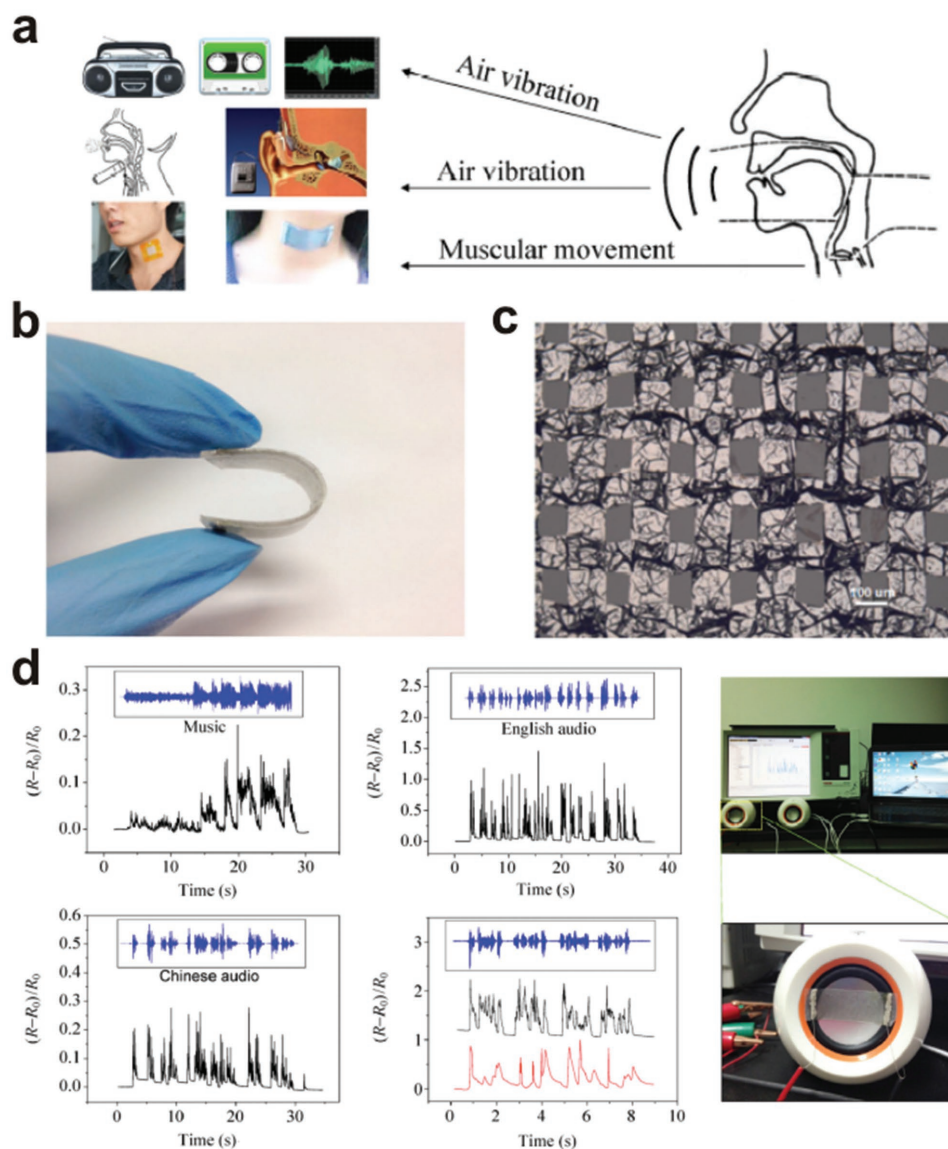 a
Air vibration
Air vibration
Muscular movement
b
c
100 um
d
(R–R0)/R0
0.3
0.2
0.1
0.0
Music
0 10 20 30
Time (s)
(R–R0)/R0
2.5
2.0
1.5
1.0
0.5
0.0
English audio
0 10 20 30 40
Time (s)
(R–R0)/R0
0.6
0.5
0.4
0.3
0.2
0.1
0.0
Chinese audio
0 10 20 30
Time (s)
(R–R0)/R0
3
2
1
0
0 2 4 6 8 10
Time (s)